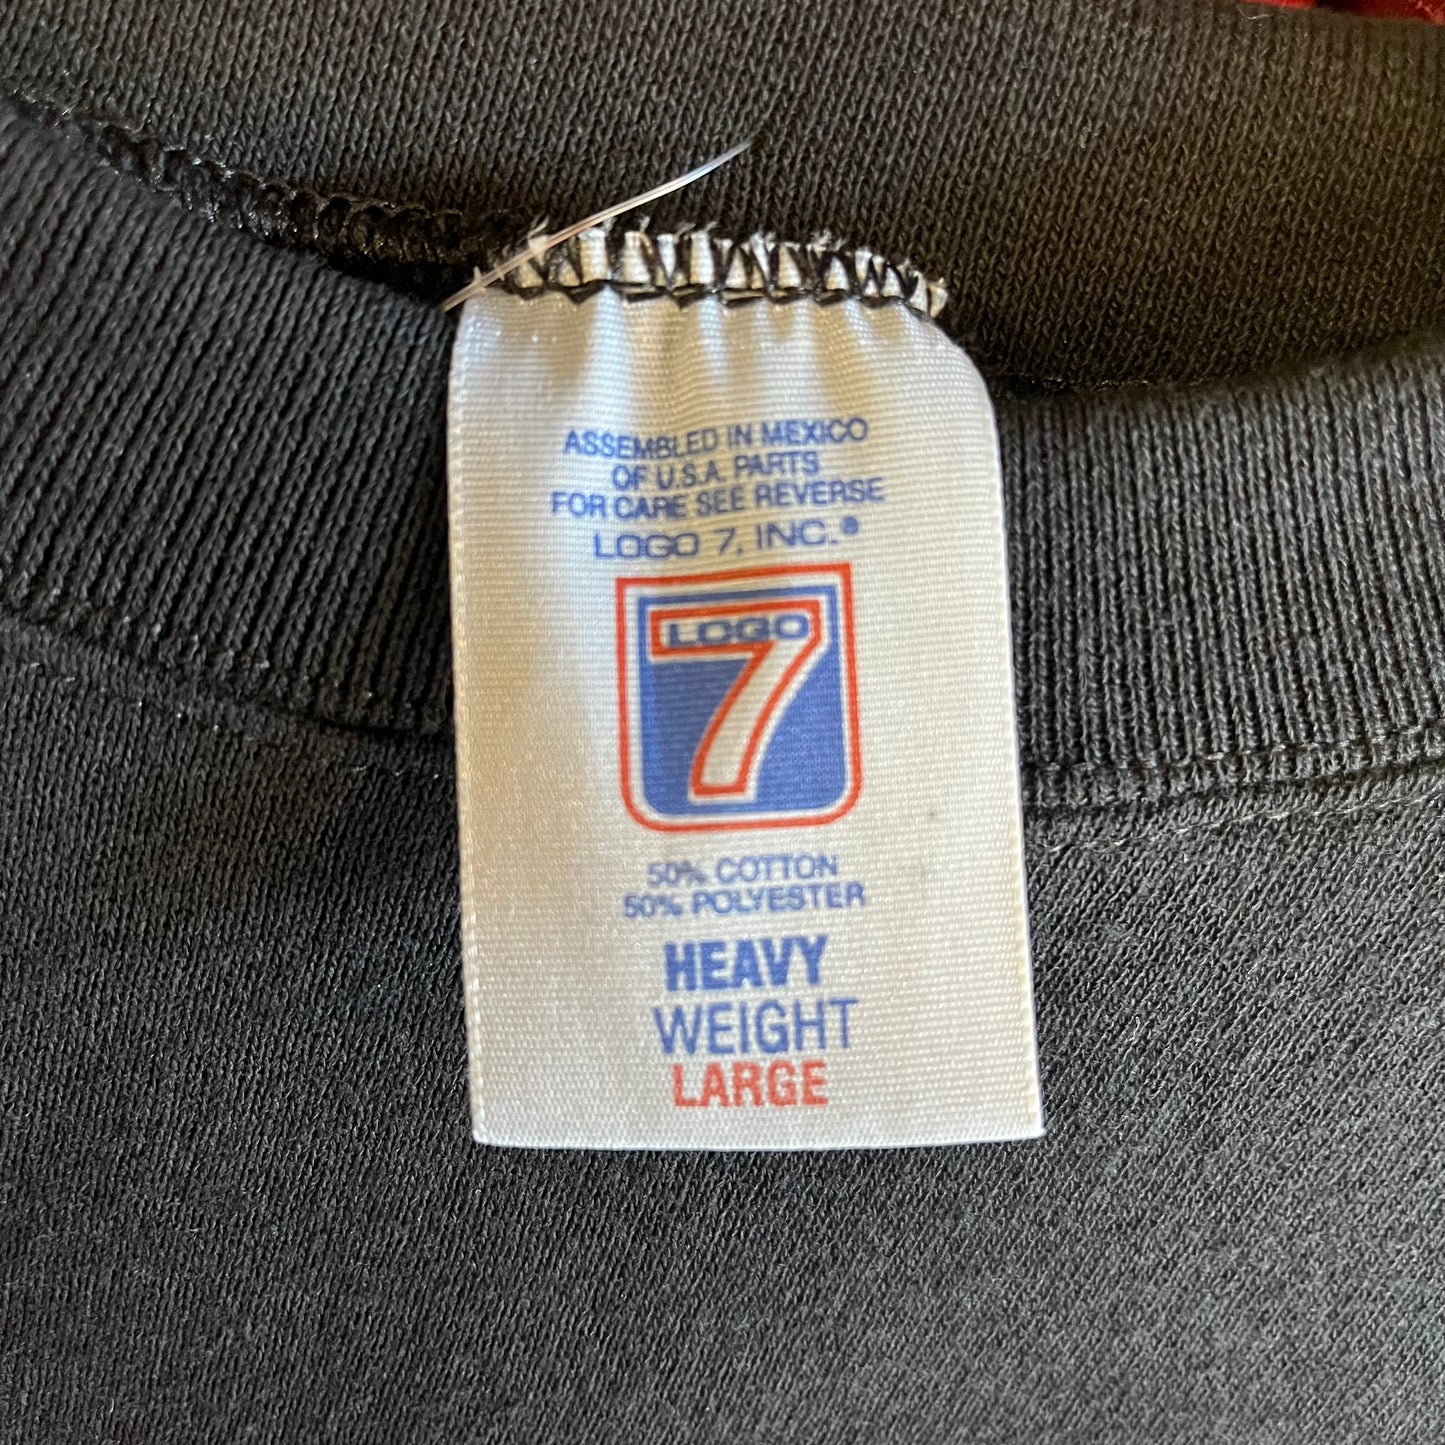 ASSEMBLED IN MEXICO
OF U.S.A. PARTS
FOR CARE SEE REVERSE
LOGO 7, INC.®
LOGO
7
50% COTTON
50% POLYESTER
HEAVY
WEIGHT
LARGE